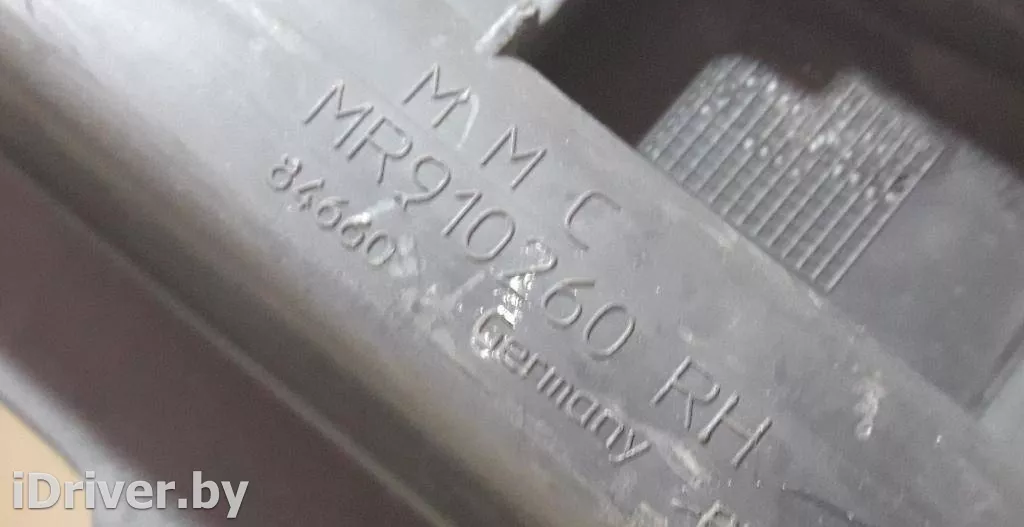 MMC
MR910260 RH
84660 Germany
iDriver.by